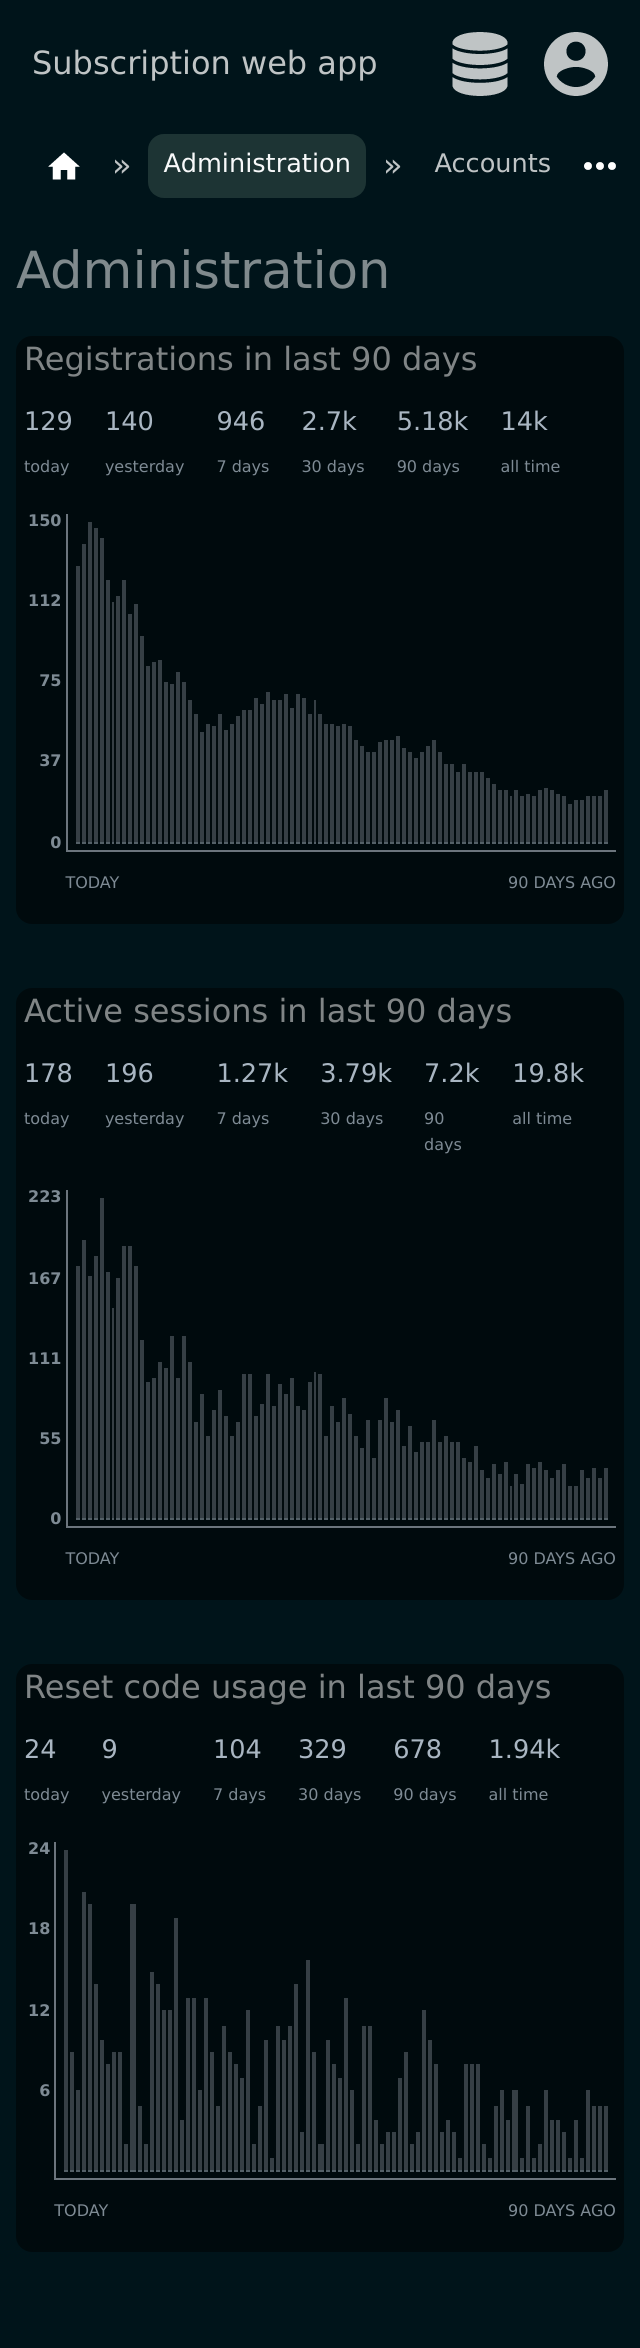 Subscription web app
» Administration » Accounts
Administration
Registrations in last 90 days
129 140 946 2.7k 5.18k 14k
today yesterday 7 days 30 days 90 days all time
150
112
75
37
0
TODAY 90 DAYS AGO
Active sessions in last 90 days
178 196 1.27k 3.79k 7.2k 19.8k
today yesterday 7 days 30 days 90 days all time
223
167
111
55
0
TODAY 90 DAYS AGO
Reset code usage in last 90 days
24 9 104 329 678 1.94k
today yesterday 7 days 30 days 90 days all time
24
18
12
6
TODAY 90 DAYS AGO